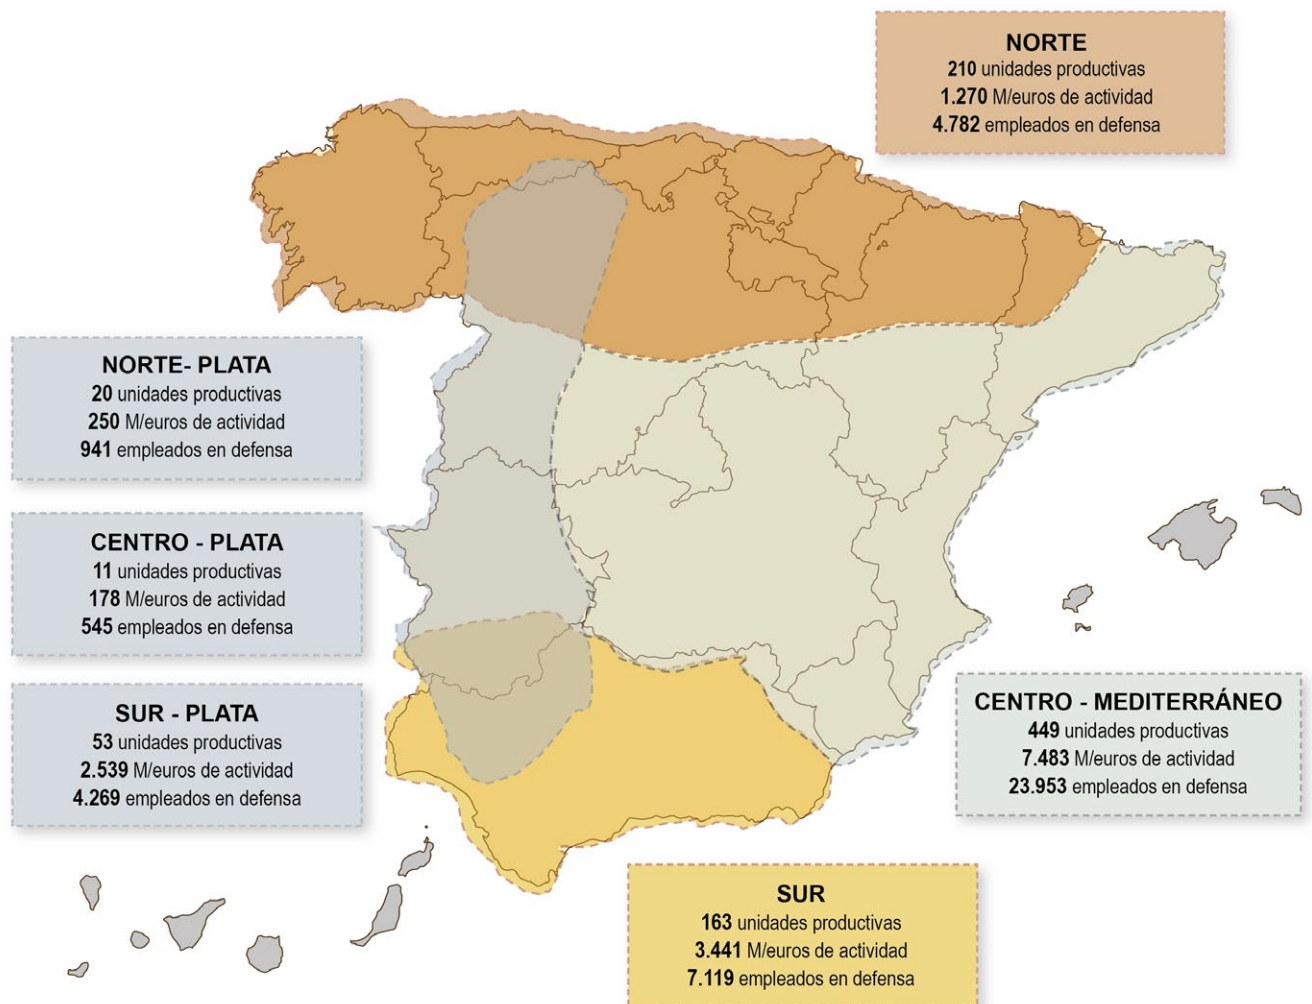 NORTE
210 unidades productivas
1.270 M/euros de actividad
4.782 empleados en defensa
NORTE- PLATA
20 unidades productivas
250 M/euros de actividad
941 empleados en defensa
CENTRO - PLATA
11 unidades productivas
178 M/euros de actividad
545 empleados en defensa
SUR - PLATA
53 unidades productivas
2.539 M/euros de actividad
4.269 empleados en defensa
CENTRO - MEDITERRÁNEO
449 unidades productivas
7.483 M/euros de actividad
23.953 empleados en defensa
SUR
163 unidades productivas
3.441 M/euros de actividad
7.119 empleados en defensa